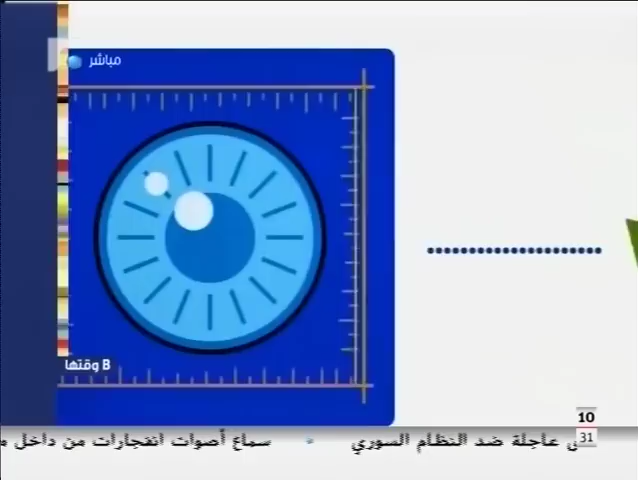 مباشر
B وقتها
10
31
عاجلة ضد النظام السوري
سماع أصوات انفجارات من داخل